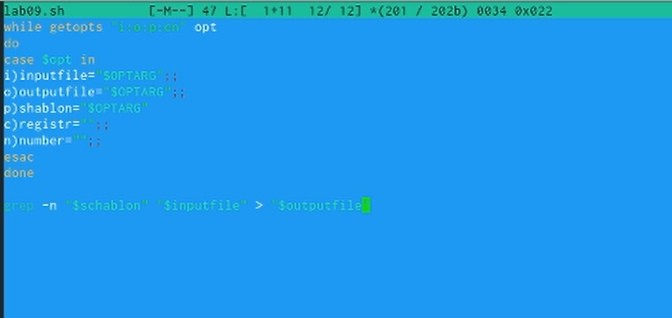 lab09.sh [-M--] 47 L:[ 1+11 12/ 12] *(201 / 202b) 0034 0x022
while getopts "i:o:p:cn" opt
do
case $opt in
i)inputfile="$OPTARG";;
o)outputfile="$OPTARG";;
p)shablon="$OPTARG"
c)registr="";;
n)number="";;
esac
done
grep -n "$schablon" "$inputfile" > "$outputfile"